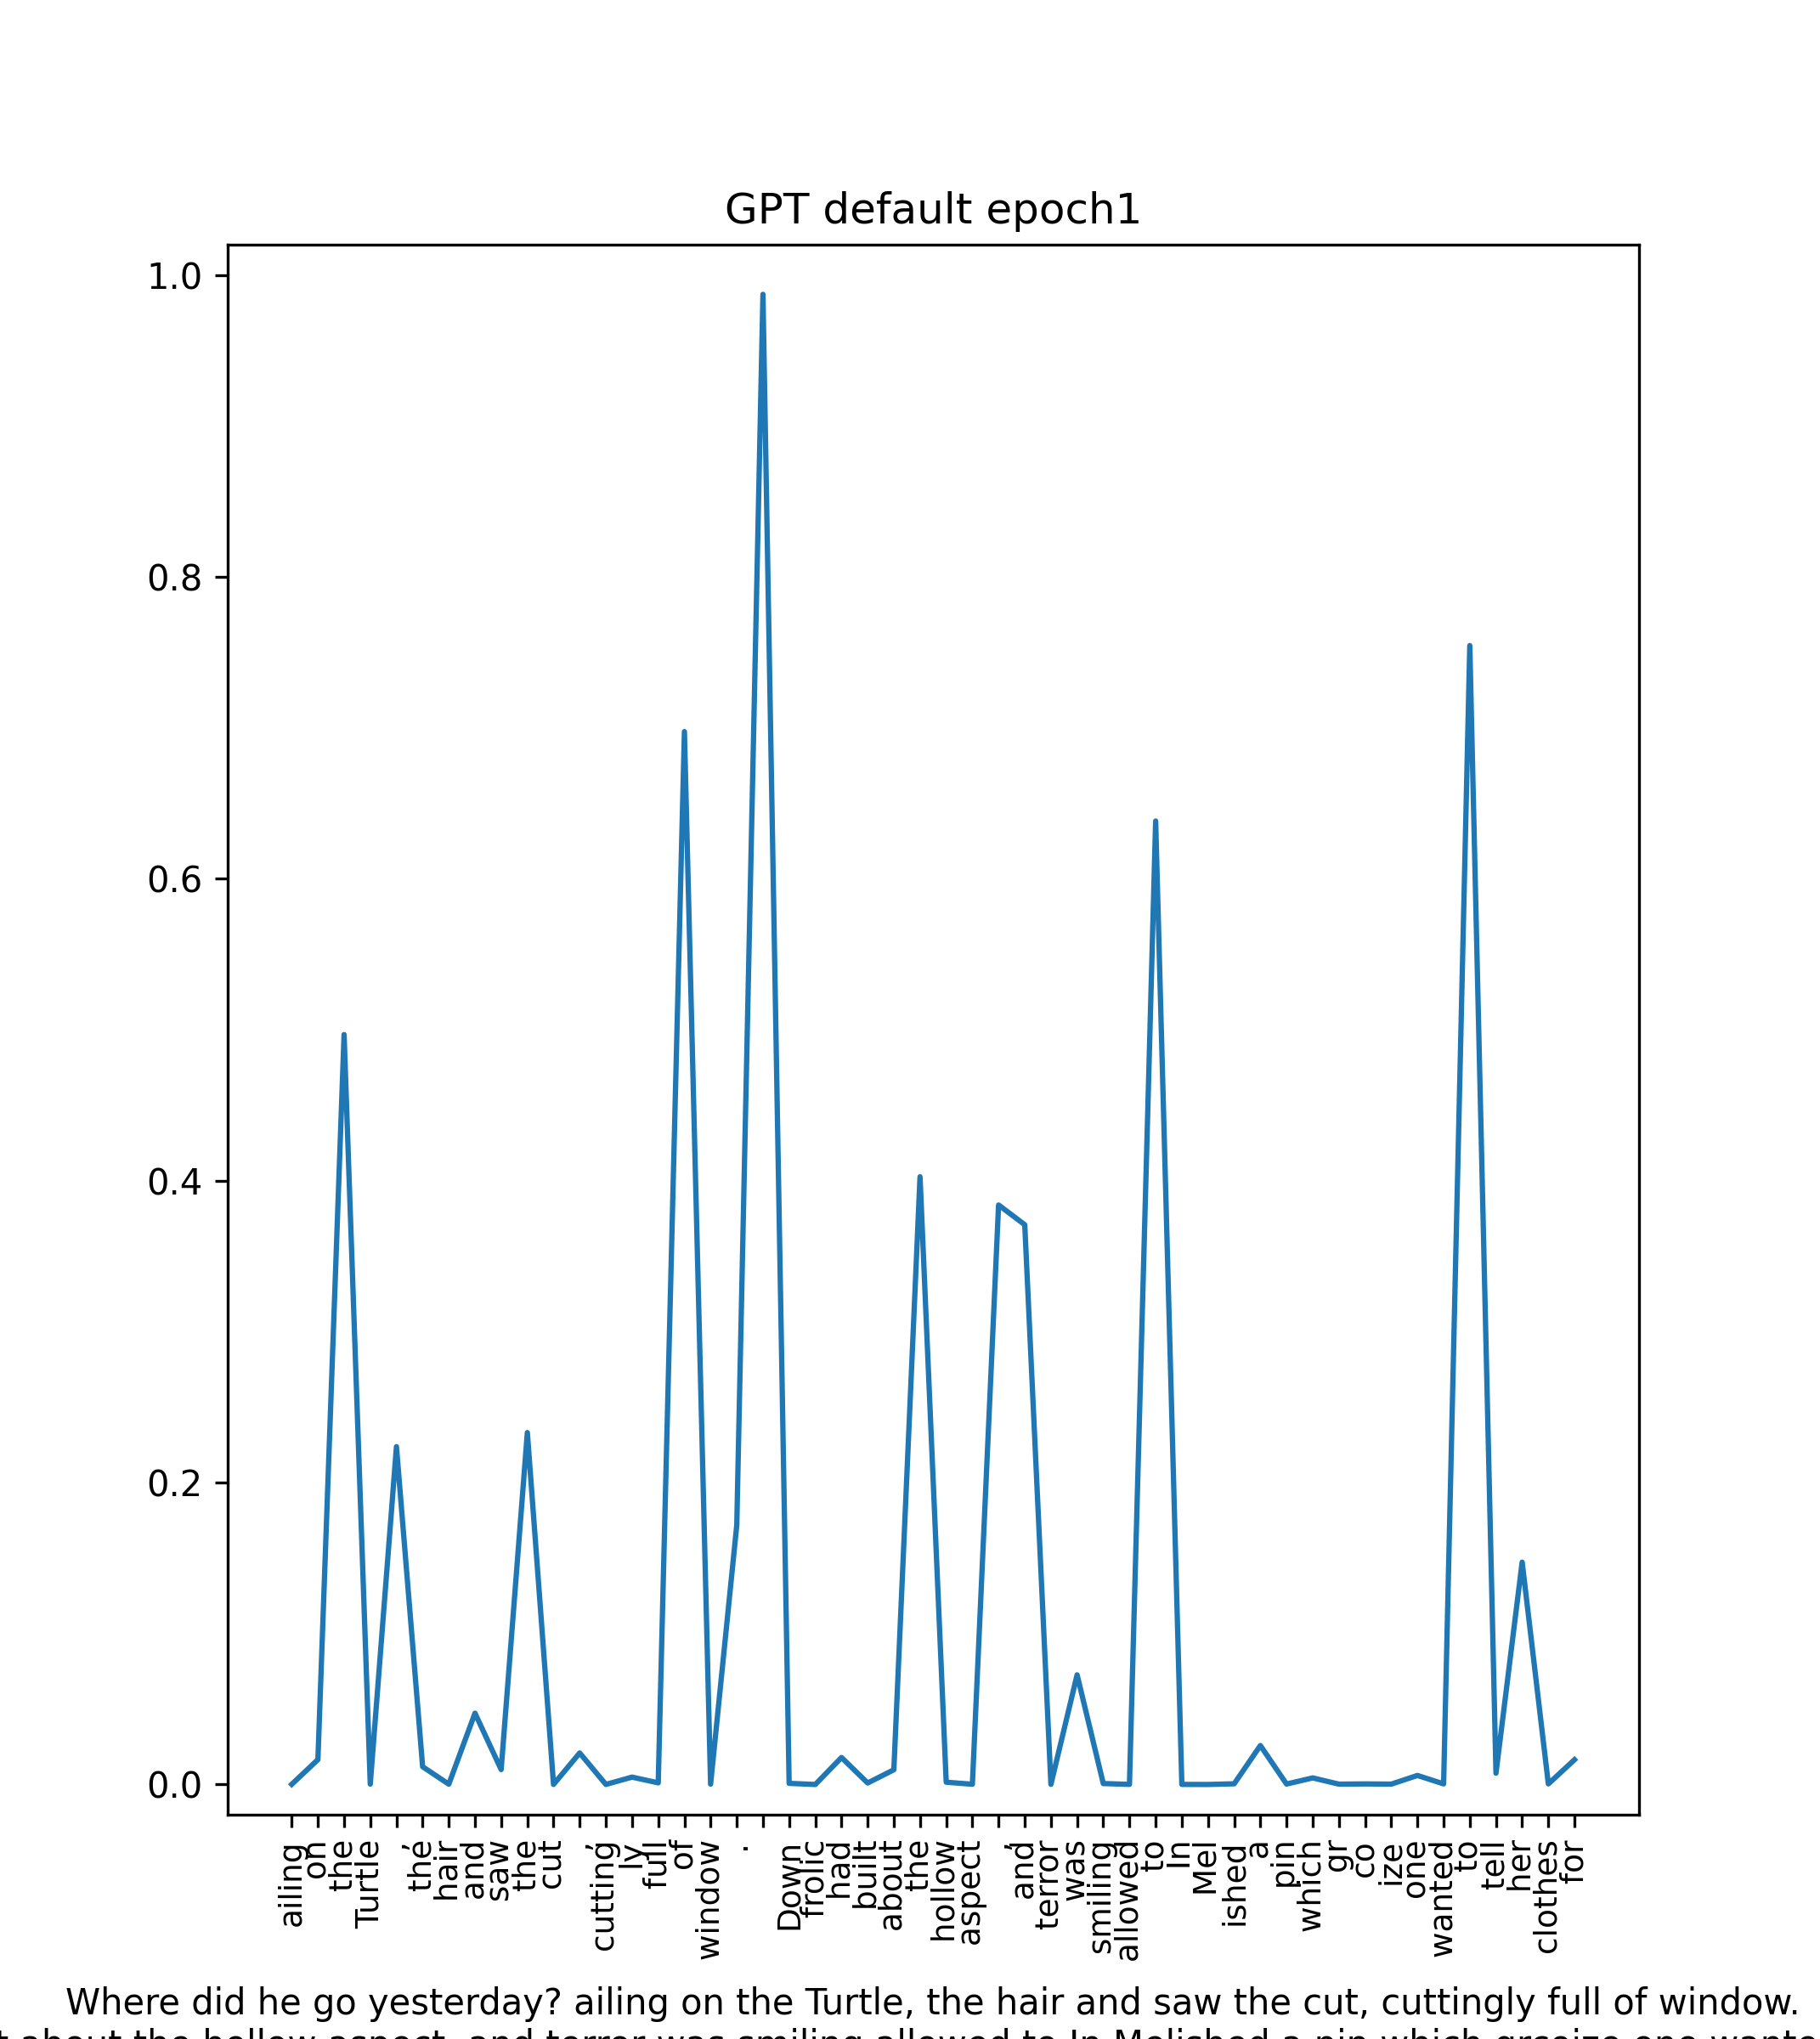 GPT default epoch1
1.0
0.8
0.6
0.4
0.2
0.0
ailing
on
the
Turtle
,
the
hair
and
saw
the
cut
,
cutting
ly
full
of
window
.
Down
frolic
had
built
about
the
hollow
aspect
,
and
terror
was
smiling
allowed
to
In
Mel
ished
a
pin
which
gr
co
ize
one
wanted
to
tell
her
clothes
for
Where did he go yesterday? ailing on the Turtle, the hair and saw the cut, cuttingly full of window.
t about the hollow aspect, and terror was smiling allowed to In Melished a pin which grcoize one want